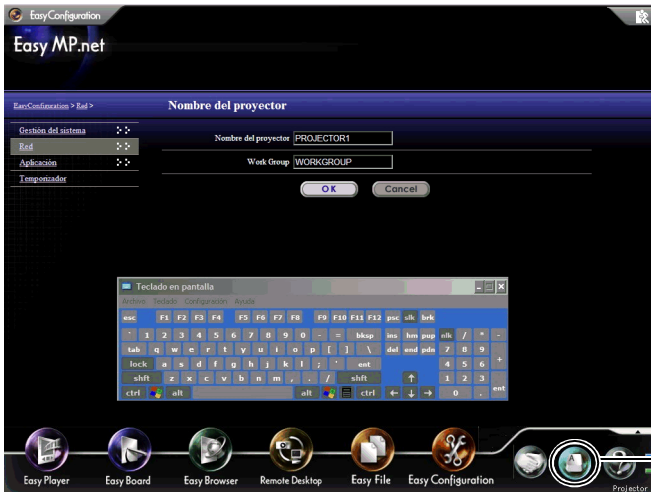 EasyConfiguration
Easy MP.net
EasyConfiguration > Red >
Nombre del proyector
Gestión del sistema
Red
Aplicación
Temporizador
Nombre del proyector PROJECTOR1
Work Group WORKGROUP
OK Cancel
Teclado en pantalla
Archivo Teclado Configuración Ayuda
esc F1 F2 F3 F4 F5 F6 F7 F8 F9 F10 F11 F12 psc slk brk
` 1 2 3 4 5 6 7 8 9 0 - = bksp ins hm pup nlk / * -
tab q w e r t y u i o p [ ] \ del end pdn 7 8 9 +
lock a s d f g h j k l ; ' ent 4 5 6
shft z x c v b n m , . / shft ↑ 1 2 3 ent
ctrl alt alt ctrl ← ↓ → 0 .
Easy Player Easy Board Easy Browser Remote Desktop Easy File Easy Configuration A Projector